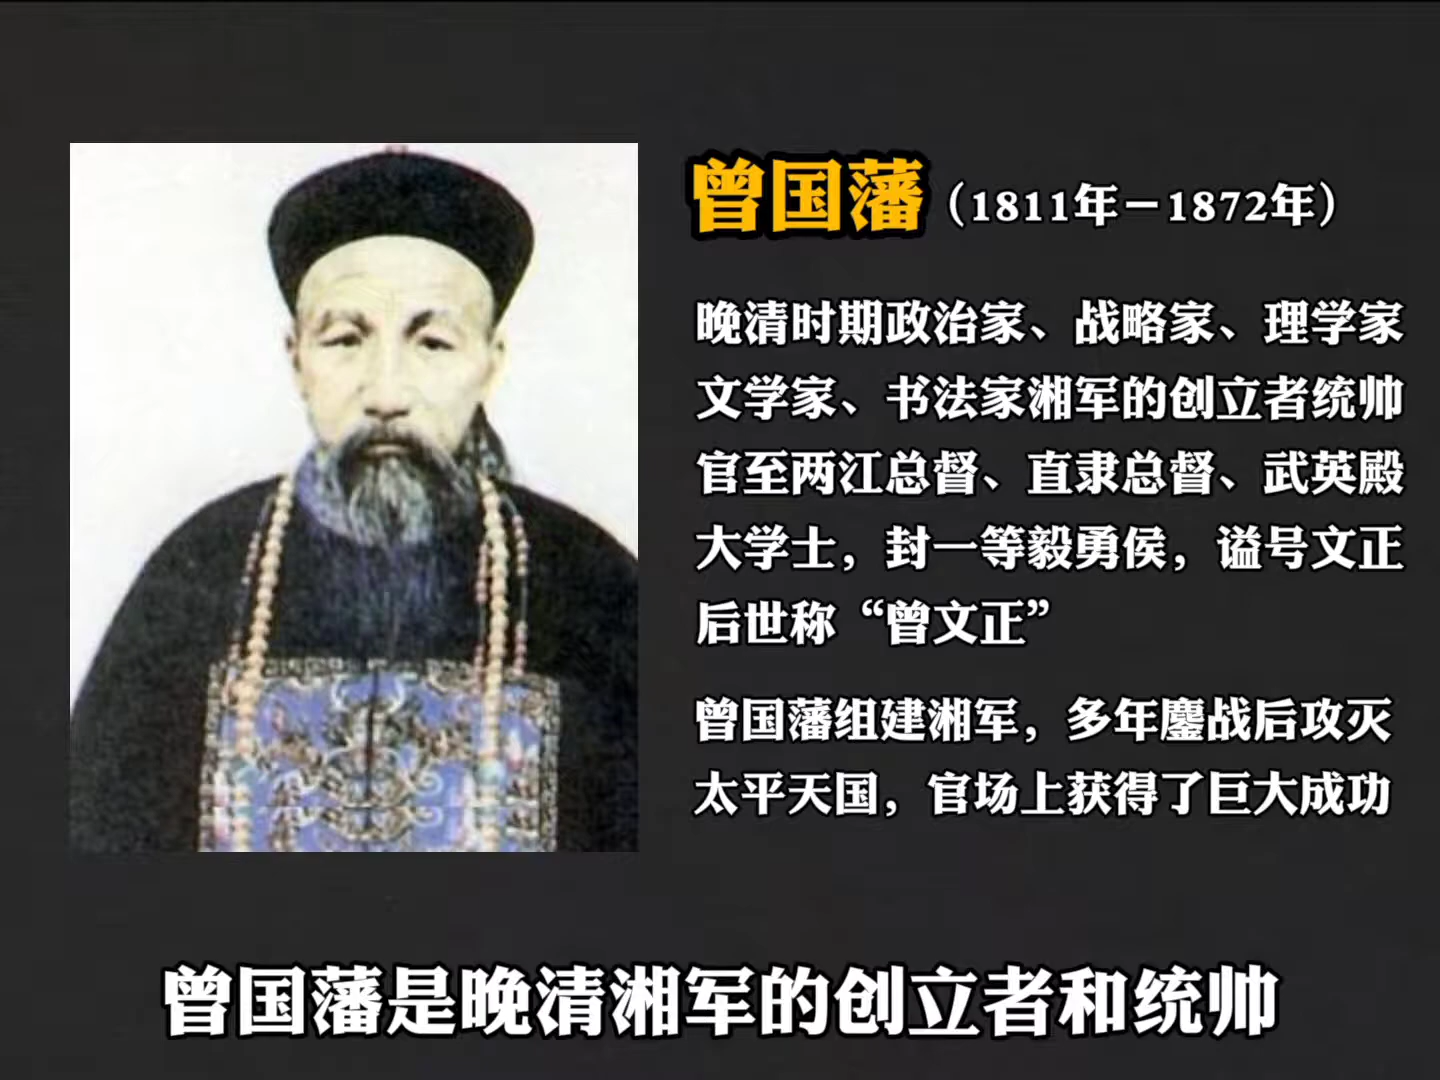 曾国藩（1811年－1872年）
晚清时期政治家、战略家、理学家
文学家、书法家湘军的创立者统帅
官至两江总督、直隶总督、武英殿
大学士，封一等毅勇侯，谥号文正
后世称“曾文正”
曾国藩组建湘军，多年鏖战后攻灭
太平天国，官场上获得了巨大成功
曾国藩是晚清湘军的创立者和统帅